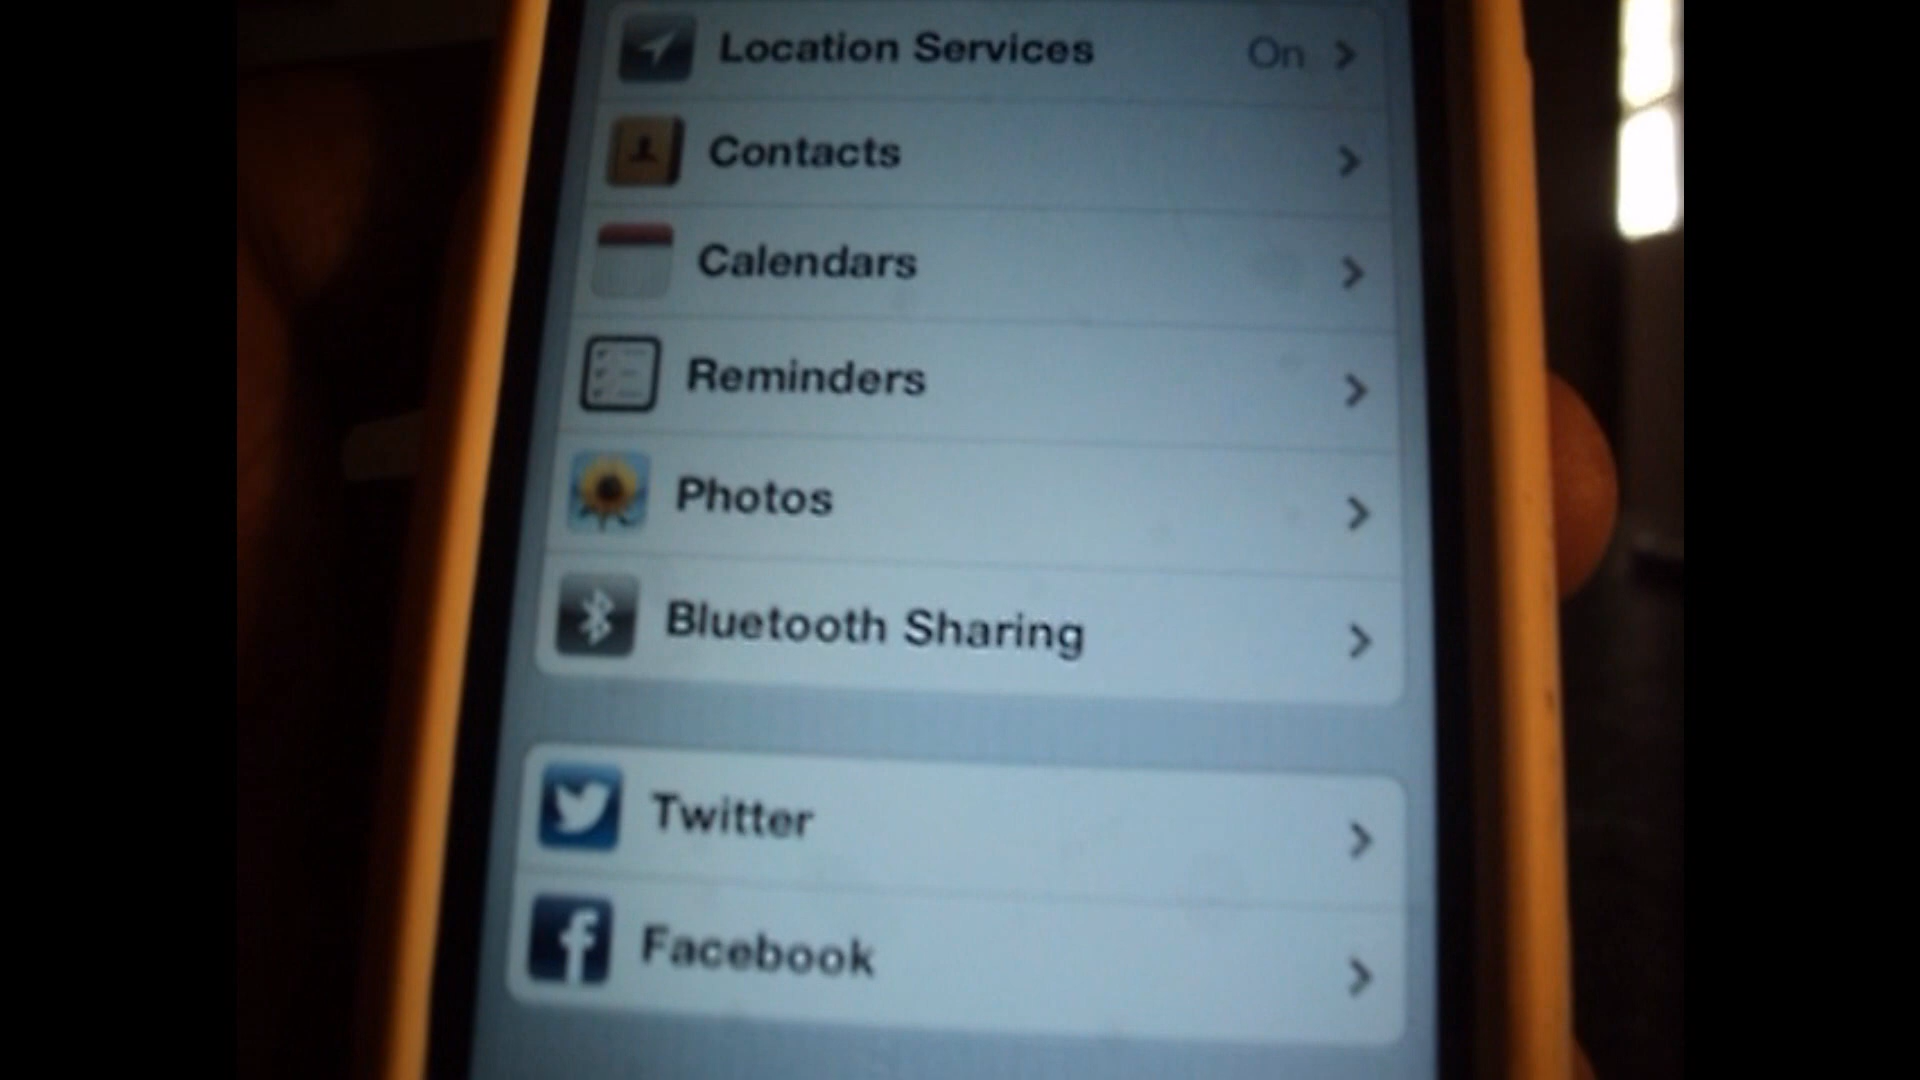 Location Services On
Contacts
Calendars
Reminders
Photos
Bluetooth Sharing
Twitter
Facebook